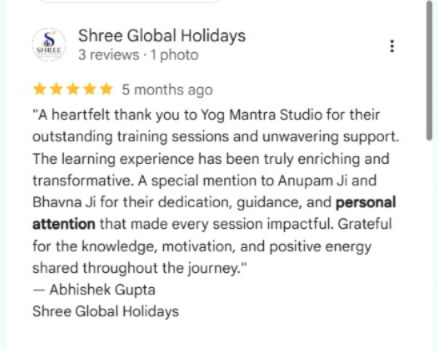 SHREE
Shree Global Holidays
3 reviews · 1 photo
5 months ago
"A heartfelt thank you to Yog Mantra Studio for their
outstanding training sessions and unwavering support.
The learning experience has been truly enriching and
transformative. A special mention to Anupam Ji and
Bhavna Ji for their dedication, guidance, and personal
attention that made every session impactful. Grateful
for the knowledge, motivation, and positive energy
shared throughout the journey."
— Abhishek Gupta
Shree Global Holidays